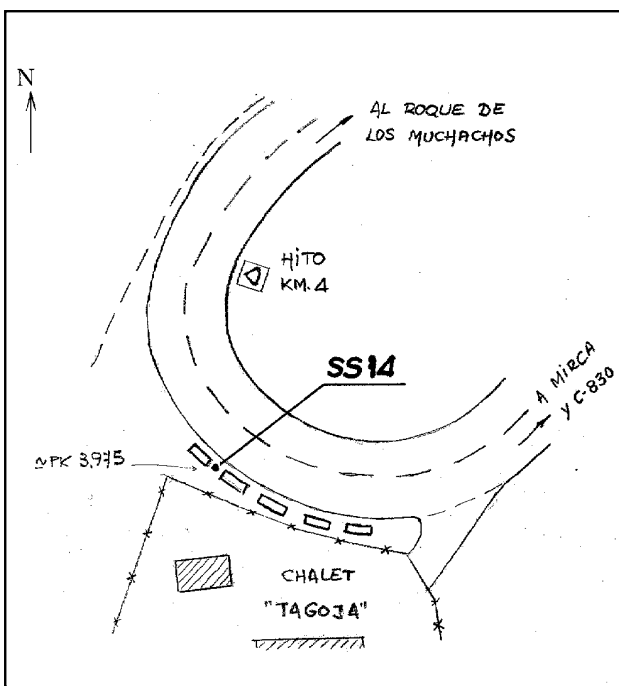 N
AL ROQUE DE
LOS MUCHACHOS
HITO
KM.4
SS14
A MIRCA
y C-830
≃PK 3,975
CHALET
"TAGOJA"